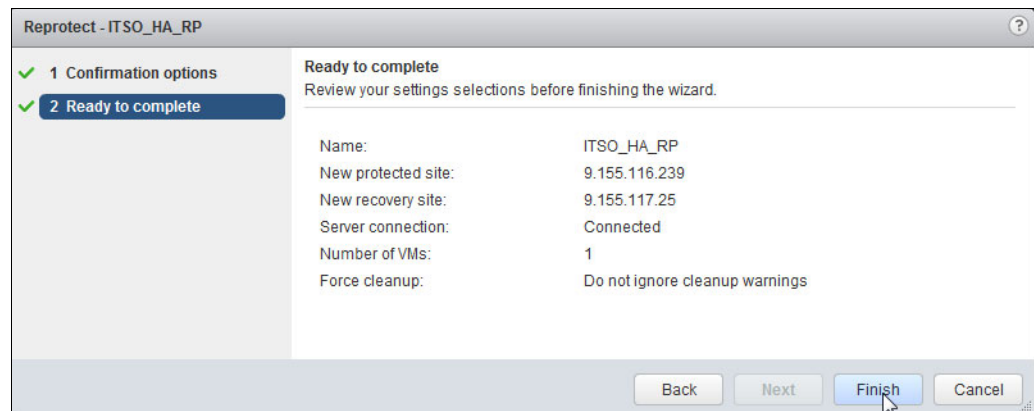 Reprotect - ITSO_HA_RP
?
1 Confirmation options
2 Ready to complete
Ready to complete
Review your settings selections before finishing the wizard.
Name: ITSO_HA_RP
New protected site: 9.155.116.239
New recovery site: 9.155.117.25
Server connection: Connected
Number of VMs: 1
Force cleanup: Do not ignore cleanup warnings
Back Next Finish Cancel